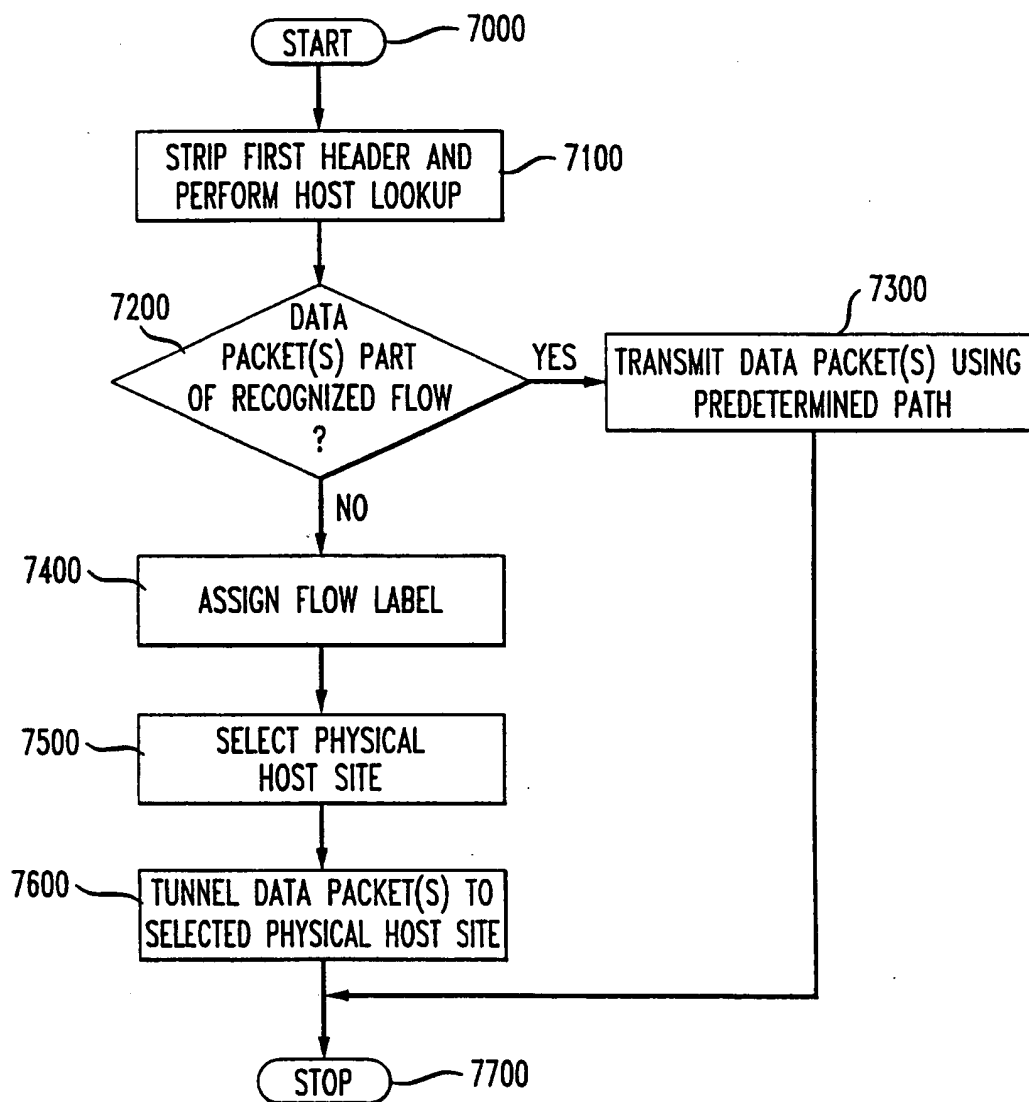 START
7000
STRIP FIRST HEADER AND
PERFORM HOST LOOKUP
7100
7200
DATA
PACKET(S) PART
OF RECOGNIZED FLOW
?
YES
7300
TRANSMIT DATA PACKET(S) USING
PREDETERMINED PATH
NO
7400
ASSIGN FLOW LABEL
7500
SELECT PHYSICAL
HOST SITE
7600
TUNNEL DATA PACKET(S) TO
SELECTED PHYSICAL HOST SITE
STOP
7700